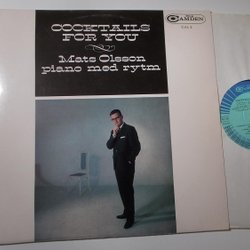 CAMDEN
COCKTAILS
FOR YOU
Mats Olsson
piano med rytm